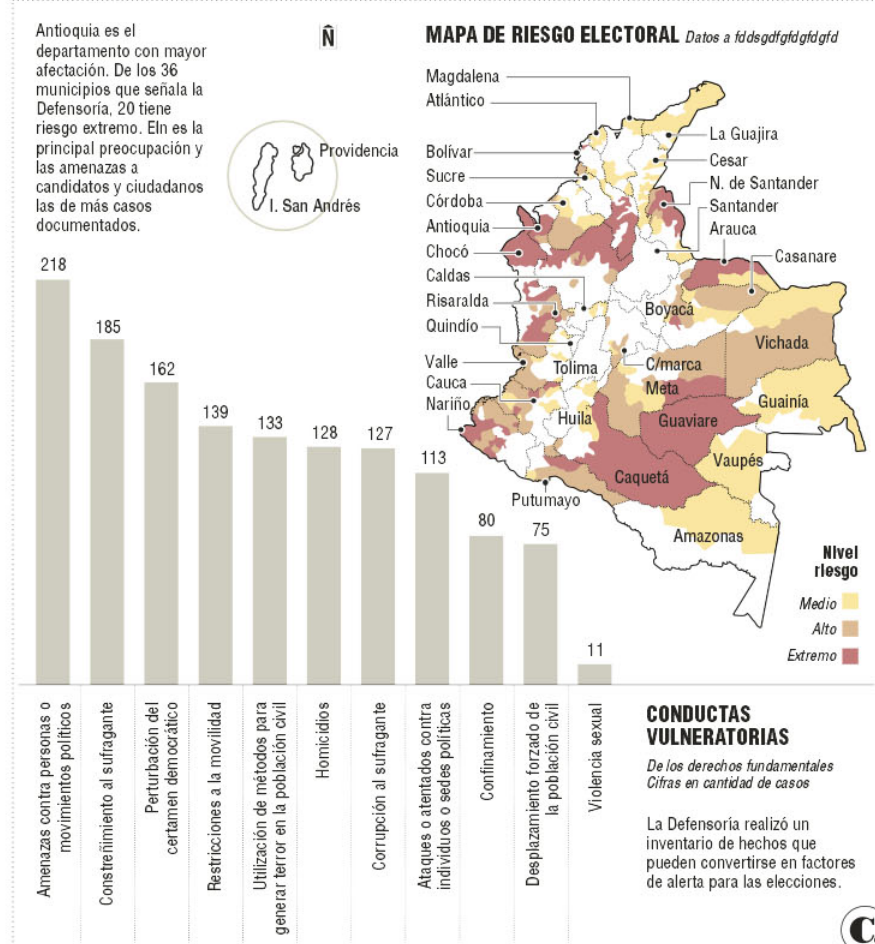 Antioquia es el
departamento con mayor
afectación. De los 36
municipios que señala la
Defensoría, 20 tiene
riesgo extremo. Eln es la
principal preocupación y
las amenazas a
candidatos y ciudadanos
las de más casos
documentados.
N
Providencia
I. San Andrés
MAPA DE RIESGO ELECTORAL Datos a fddsgdfgfdgfdgfd
Magdalena
Atlántico
Bolívar
Sucre
Córdoba
Antioquia
Chocó
Caldas
Risaralda
Quindío
Valle
Cauca
Nariño
La Guajira
Cesar
N. de Santander
Santander
Arauca
Casanare
Boyacá
Vichada
C/marca
Tolima
Meta
Guainía
Huila
Guaviare
Vaupés
Caquetá
Putumayo
Amazonas
Nivel
riesgo
Medio
Alto
Extremo
218
185
162
139
133
128
127
113
80
75
11
Amenazas contra personas o
movimientos políticos
Constreñimiento al sufragante
Perturbación del
certamen democrático
Restricciones a la movilidad
Utilización de métodos para
generar terror en la población civil
Homicidios
Corrupción al sufragante
Ataques o atentados contra
individuos o sedes políticas
Confinamiento
Desplazamiento forzado de
la población civil
Violencia sexual
CONDUCTAS
VULNERATORIAS
De los derechos fundamentales
Cifras en cantidad de casos
La Defensoría realizó un
inventario de hechos que
pueden convertirse en factores
de alerta para las elecciones.
C